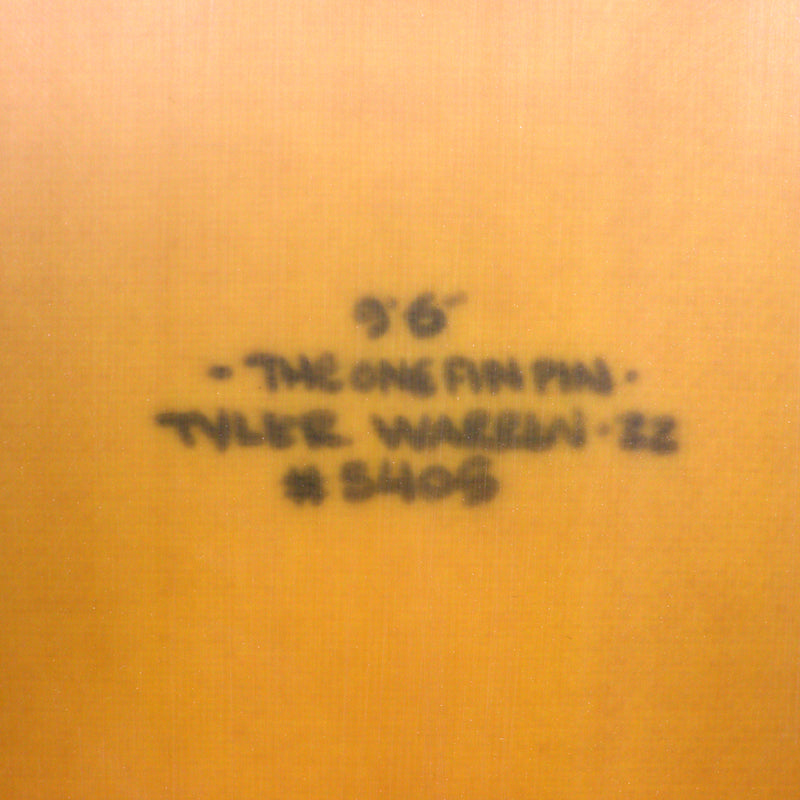 9'6"
- THE ONE FIN PIN -
TYLER WARREN · 22
#5408